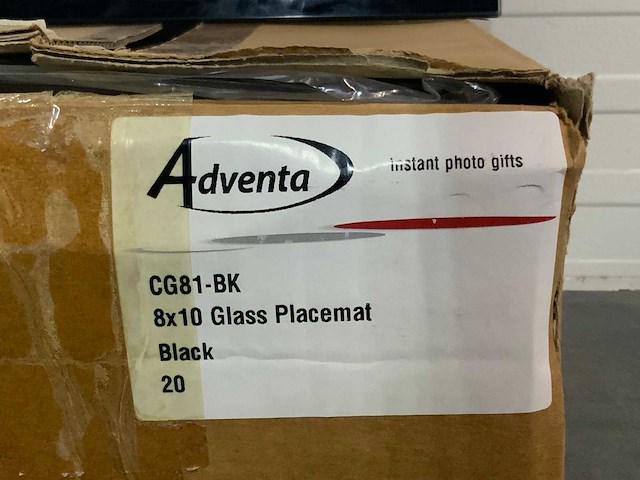 Adventa
instant photo gifts
CG81-BK
8x10 Glass Placemat
Black
20